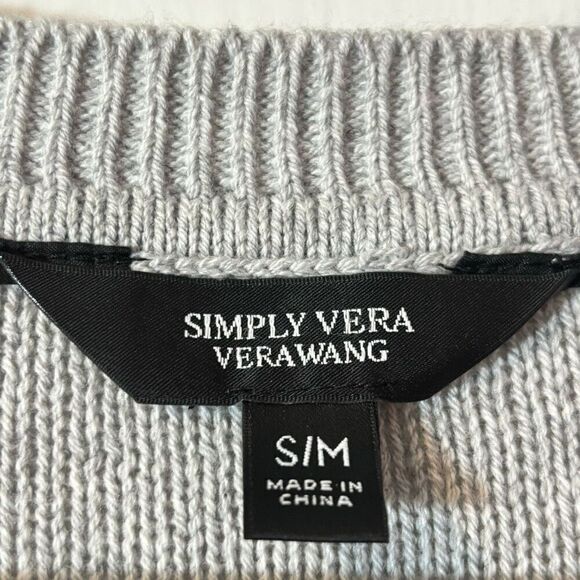 SIMPLY VERA
VERAWANG
S/M
MADE IN
CHINA